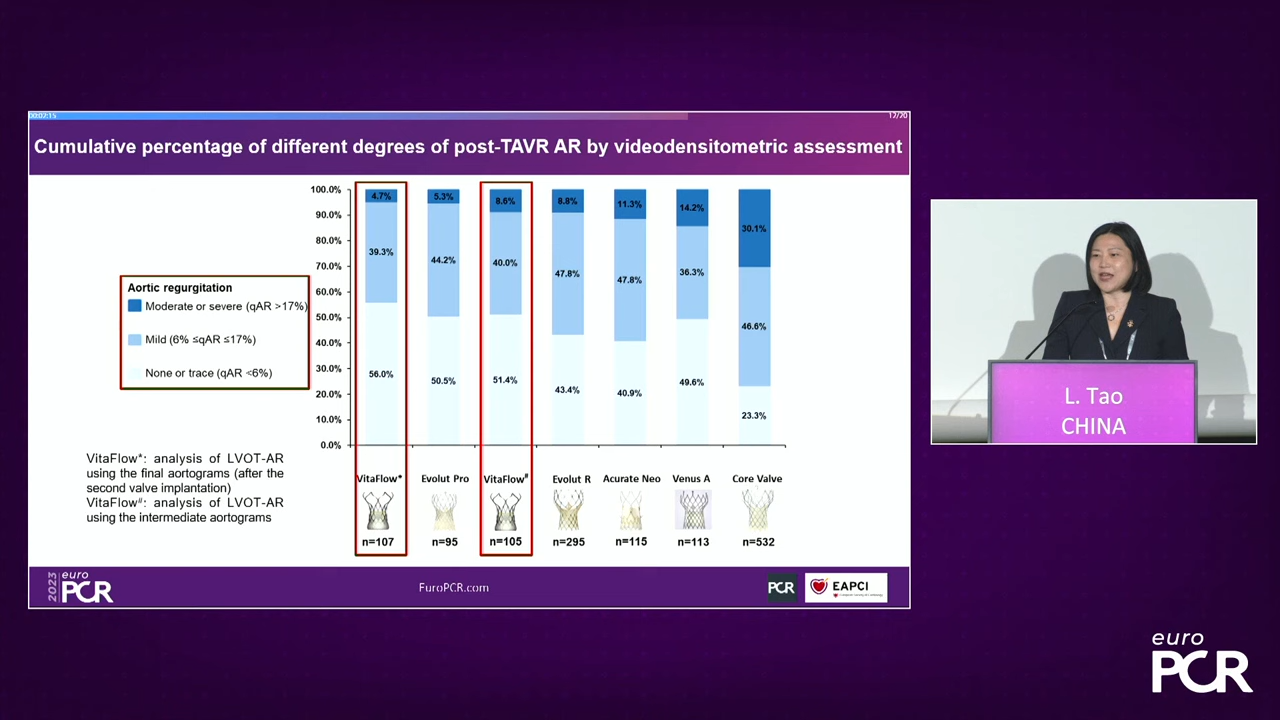 00:02:15
12/20
Cumulative percentage of different degrees of post-TAVR AR by videodensitometric assessment
100.0%
90.0%
80.0%
70.0%
60.0%
50.0%
40.0%
30.0%
20.0%
10.0%
0.0%
4.7%
39.3%
56.0%
5.3%
44.2%
50.5%
8.6%
40.0%
51.4%
8.8%
47.8%
43.4%
11.3%
47.8%
40.9%
14.2%
36.3%
49.6%
30.1%
46.6%
23.3%
Aortic regurgitation
Moderate or severe (qAR >17%)
Mild (6% ≤qAR ≤17%)
None or trace (qAR <6%)
VitaFlow*: analysis of LVOT-AR
using the final aortograms (after the
second valve implantation)
VitaFlow#: analysis of LVOT-AR
using the intermediate aortograms
VitaFlow* Evolut Pro VitaFlow# Evolut R Acurate Neo Venus A Core Valve
n=107 n=95 n=105 n=295 n=115 n=113 n=532
2023 euro
PCR
EuroPCR.com
PCR
EAPCI
L. Tao
CHINA
euro
PCR